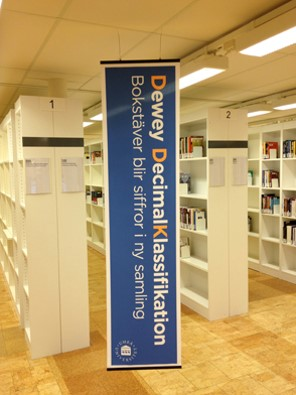 1
2
Dewey DecimalKlassifikation
Bokstäver blir siffror i ny samling